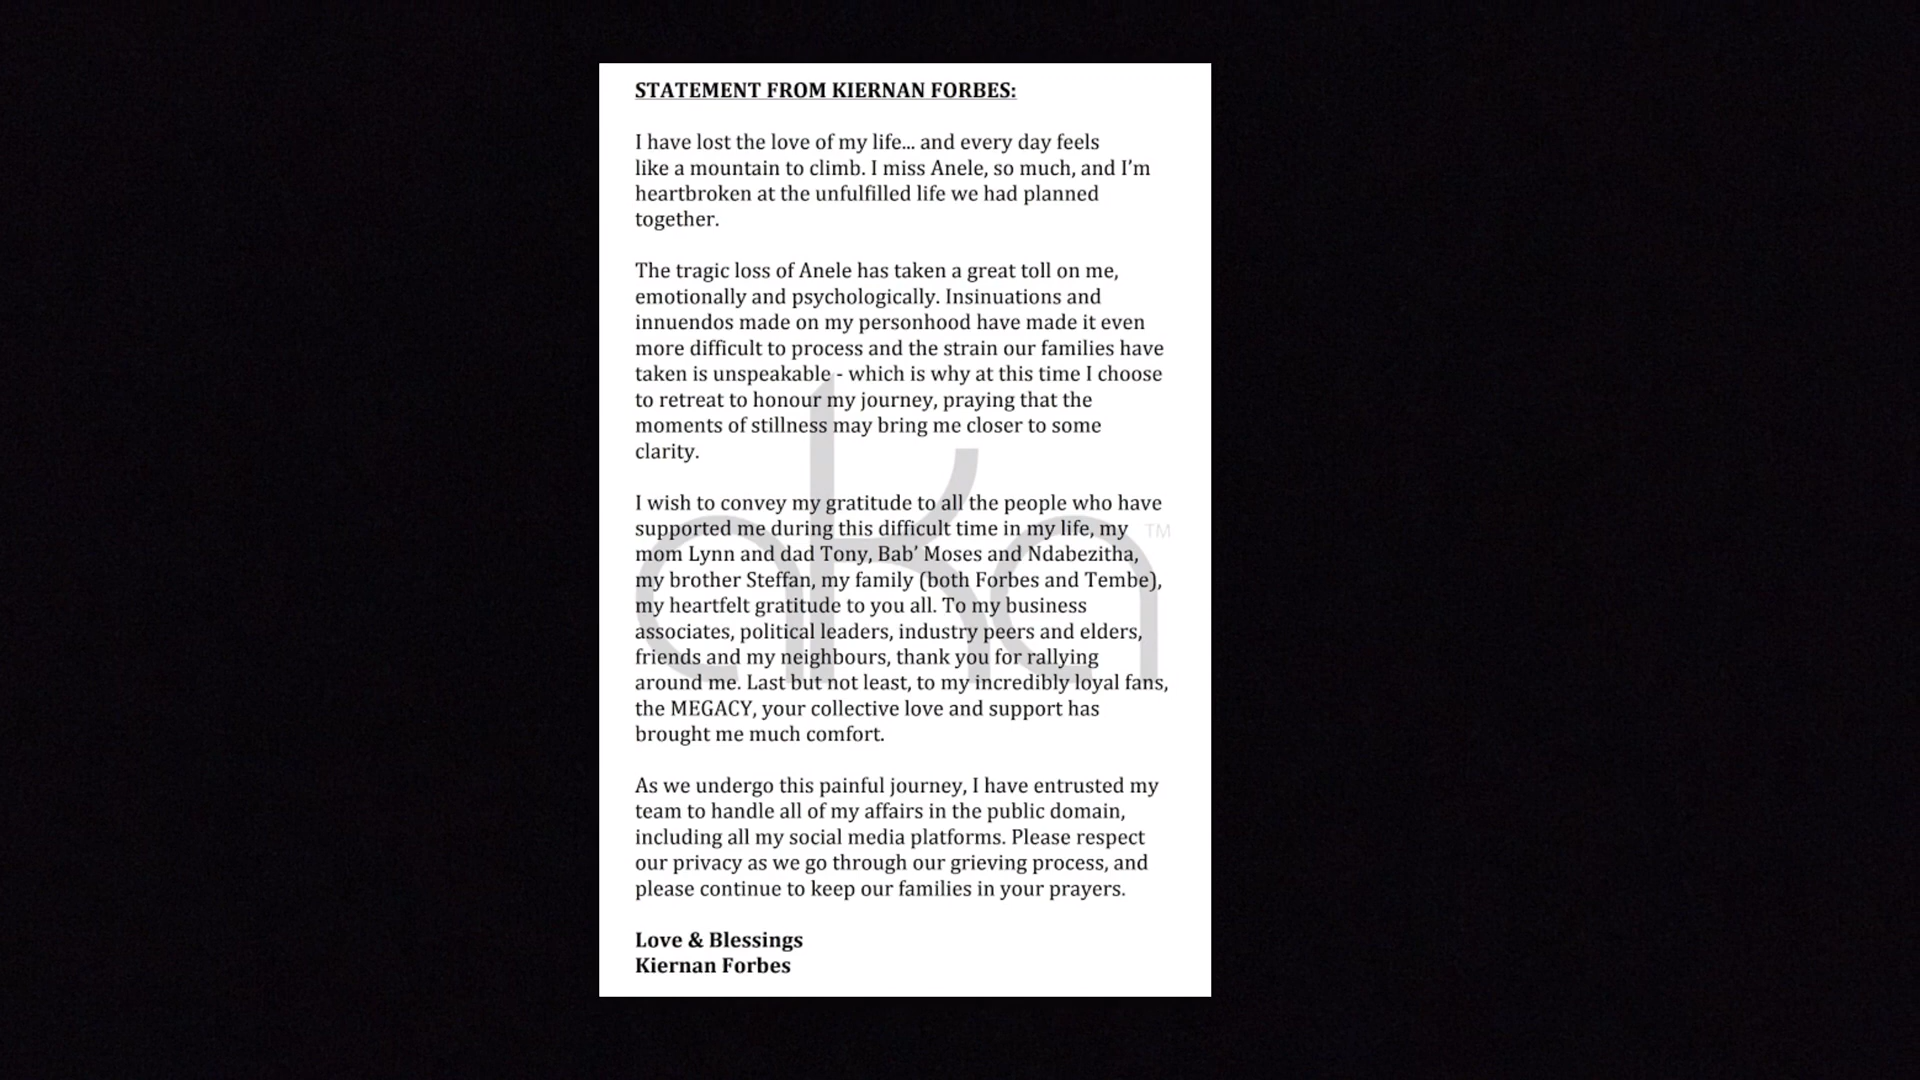 STATEMENT FROM KIERNAN FORBES:
I have lost the love of my life... and every day feels
like a mountain to climb. I miss Anele, so much, and I’m
heartbroken at the unfulfilled life we had planned
together.
The tragic loss of Anele has taken a great toll on me,
emotionally and psychologically. Insinuations and
innuendos made on my personhood have made it even
more difficult to process and the strain our families have
taken is unspeakable - which is why at this time I choose
to retreat to honour my journey, praying that the
moments of stillness may bring me closer to some
clarity.
I wish to convey my gratitude to all the people who have
supported me during this difficult time in my life, my
mom Lynn and dad Tony, Bab’ Moses and Ndabezitha,
my brother Steffan, my family (both Forbes and Tembe),
my heartfelt gratitude to you all. To my business
associates, political leaders, industry peers and elders,
friends and my neighbours, thank you for rallying
around me. Last but not least, to my incredibly loyal fans,
the MEGACY, your collective love and support has
brought me much comfort.
As we undergo this painful journey, I have entrusted my
team to handle all of my affairs in the public domain,
including all my social media platforms. Please respect
our privacy as we go through our grieving process, and
please continue to keep our families in your prayers.
Love & Blessings
Kiernan Forbes
aka TM